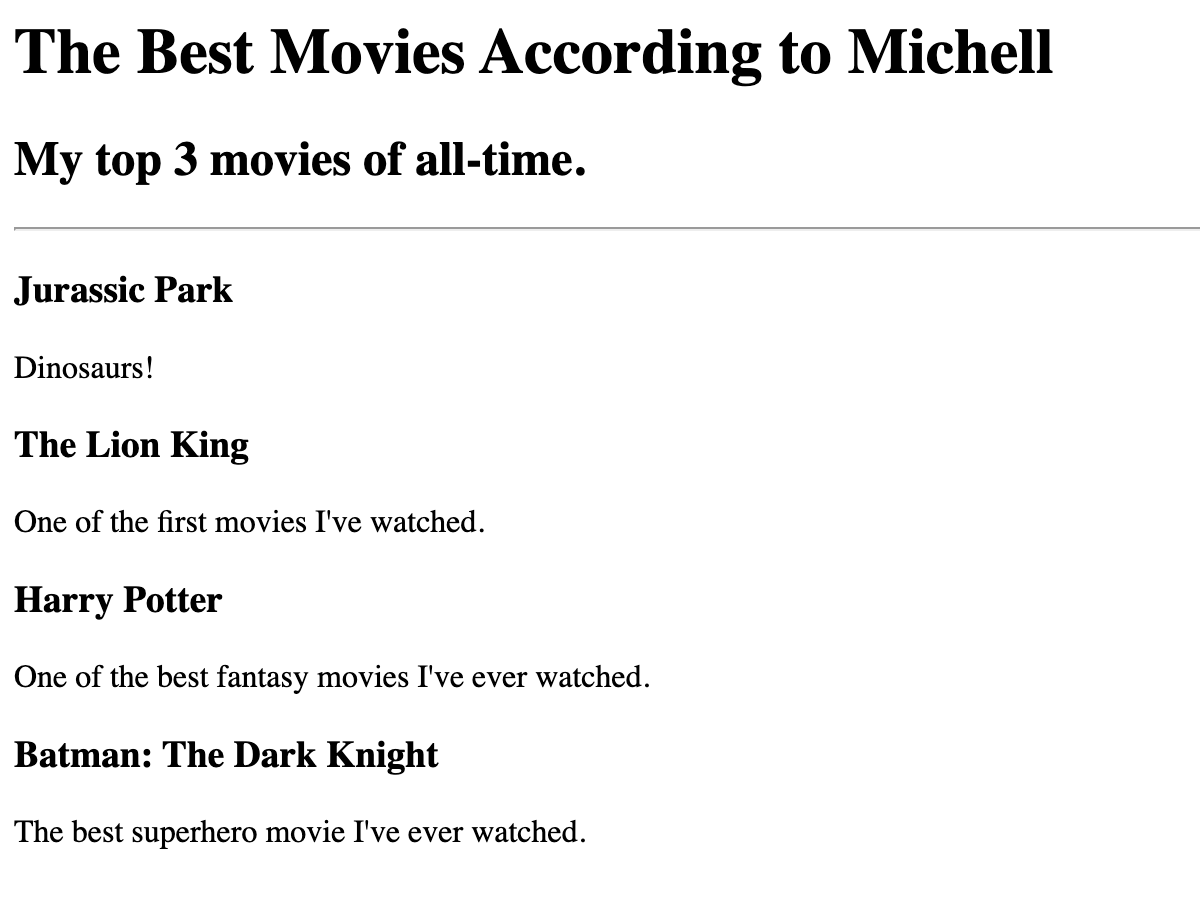 The Best Movies According to Michell
My top 3 movies of all-time.
Jurassic Park
Dinosaurs!
The Lion King
One of the first movies I've watched.
Harry Potter
One of the best fantasy movies I've ever watched.
Batman: The Dark Knight
The best superhero movie I've ever watched.